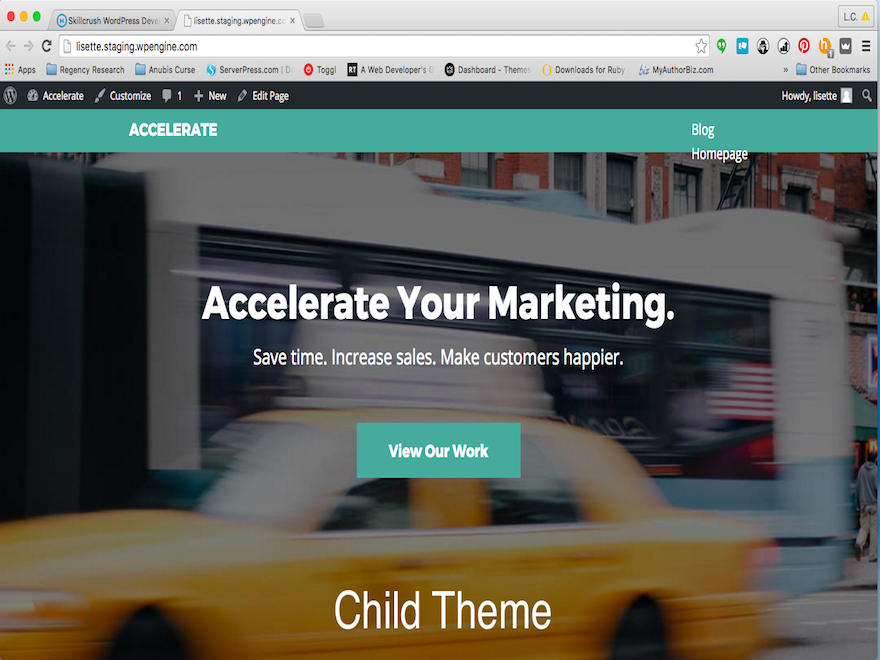 Skillcrush WordPress Deve
lisette.staging.wpengine.co
L.C.
lisette.staging.wpengine.com
Apps
Regency Research
Anubis Curse
ServerPress.com | D
Toggl
RT
A Web Developer's G
Dashboard - Themes
Downloads for Ruby
MyAuthorBiz.com
»
Other Bookmarks
Accelerate
Customize
1
New
Edit Page
Howdy, lisette
ACCELERATE
Blog
Homepage
Accelerate Your Marketing.
Save time. Increase sales. Make customers happier.
View Our Work
Child Theme